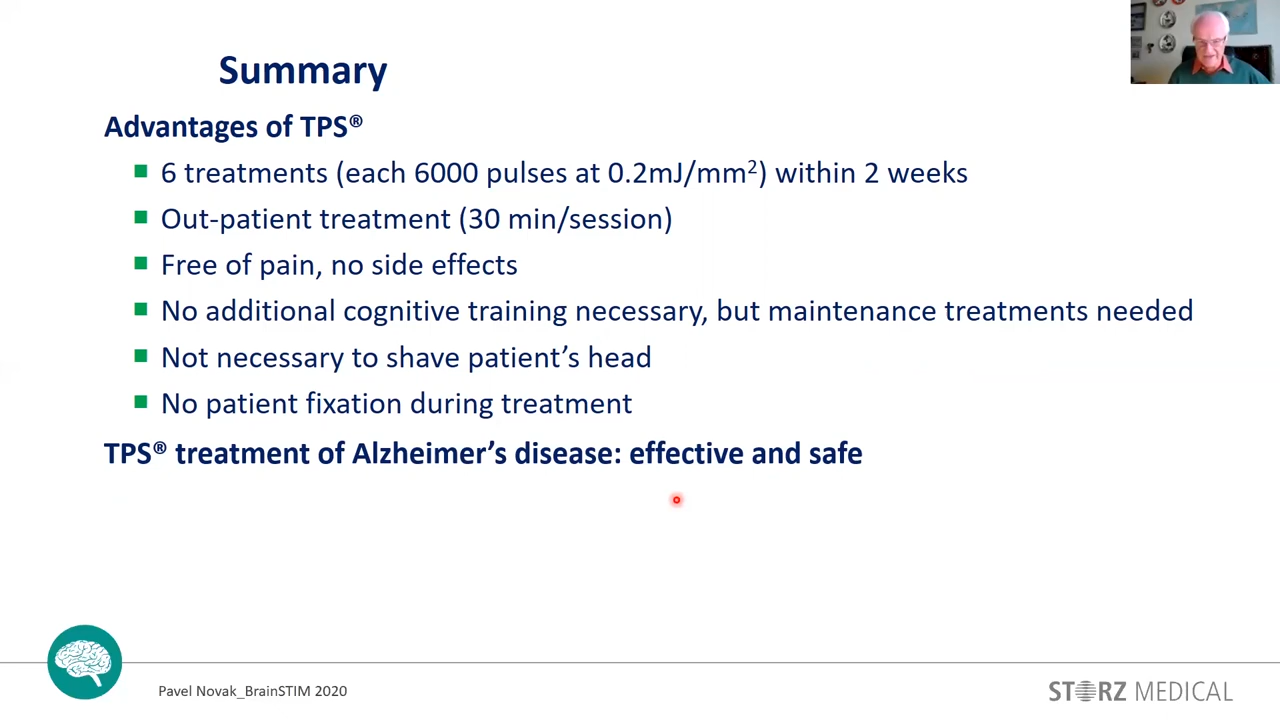 Summary
Advantages of TPS®
6 treatments (each 6000 pulses at 0.2mJ/mm²) within 2 weeks
Out-patient treatment (30 min/session)
Free of pain, no side effects
No additional cognitive training necessary, but maintenance treatments needed
Not necessary to shave patient’s head
No patient fixation during treatment
TPS® treatment of Alzheimer’s disease: effective and safe
Pavel Novak_BrainSTIM 2020
STORZ MEDICAL